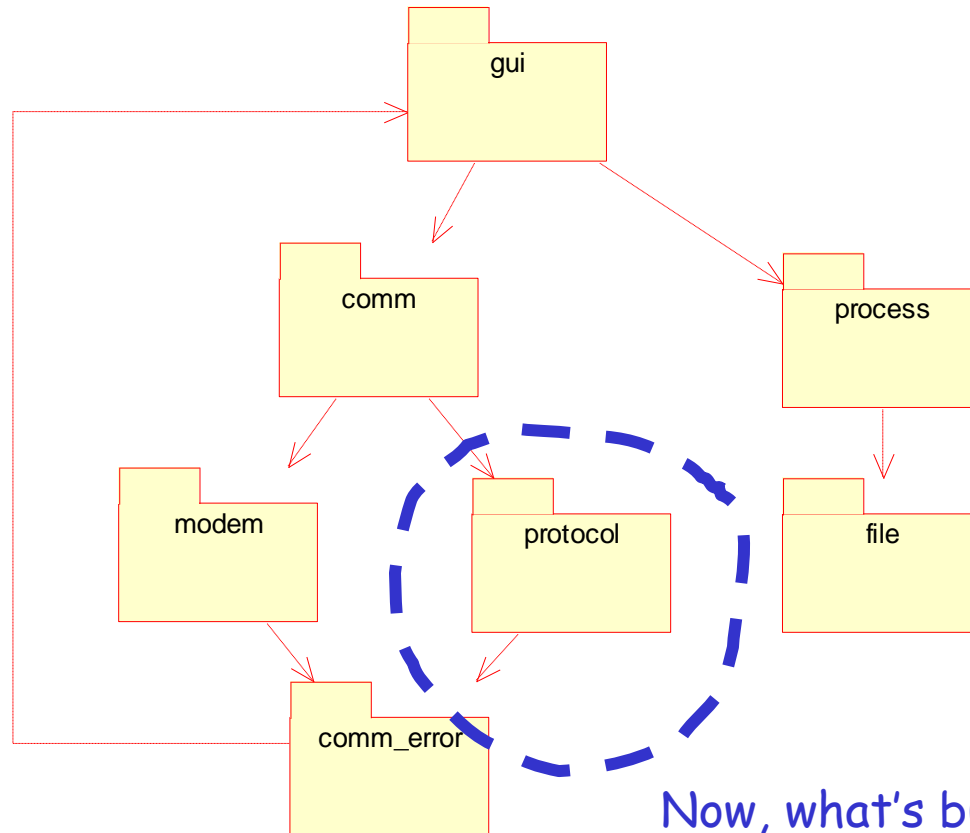 gui
comm
process
modem
protocol
file
comm_error
Now, what's